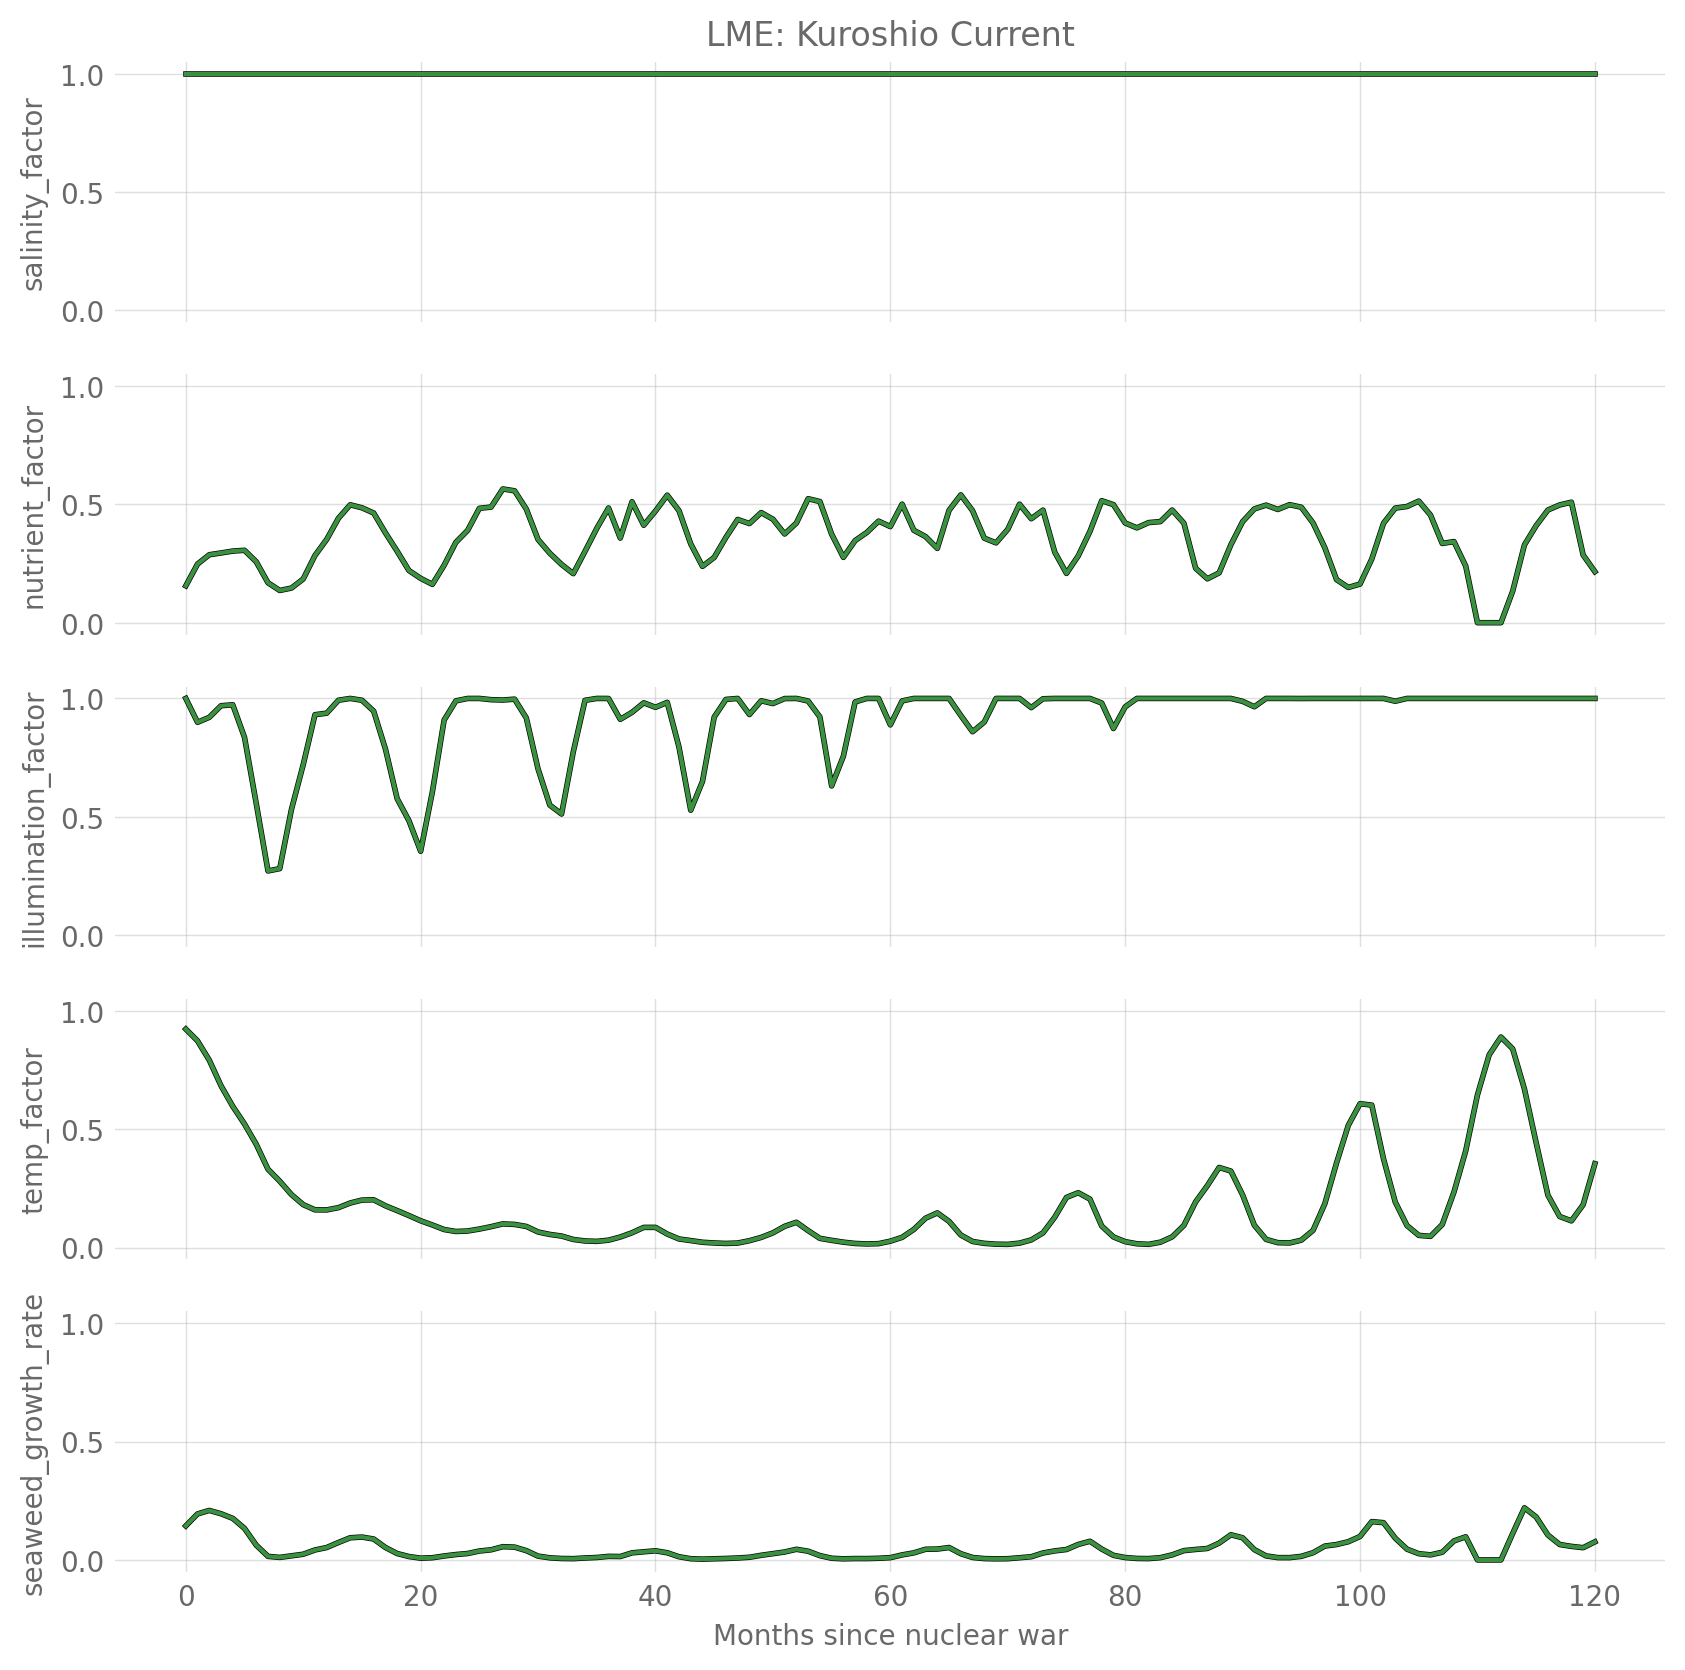 LME: Kuroshio Current
salinity_factor
1.0
0.5
0.0
nutrient_factor
1.0
0.5
0.0
illumination_factor
1.0
0.5
0.0
temp_factor
1.0
0.5
0.0
seaweed_growth_rate
1.0
0.5
0.0
0 20 40 60 80 100 120
Months since nuclear war